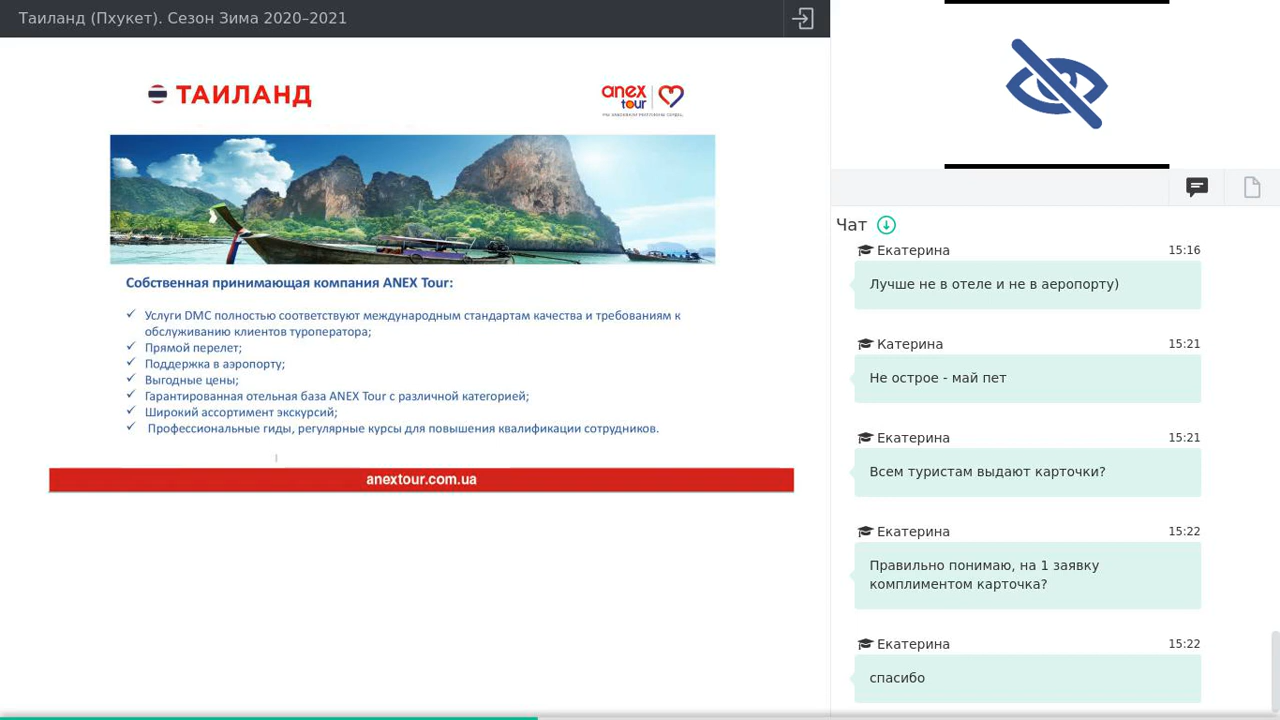 Таиланд (Пхукет). Сезон Зима 2020–2021
ТАИЛАНД
anex
tour
Собственная принимающая компания ANEX Tour:
✓ Услуги DMC полностью соответствуют международным стандартам качества и требованиям к
обслуживанию клиентов туроператора;
✓ Прямой перелет;
✓ Поддержка в аэропорту;
✓ Выгодные цены;
✓ Гарантированная отельная база ANEX Tour с различной категорией;
✓ Широкий ассортимент экскурсий;
✓ Профессиональные гиды, регулярные курсы для повышения квалификации сотрудников.
anextour.com.ua
Чат
Екатерина 15:16
Лучше не в отеле и не в аеропорту)
Катерина 15:21
Не острое - май пет
Екатерина 15:21
Всем туристам выдают карточки?
Екатерина 15:22
Правильно понимаю, на 1 заявку
комплиментом карточка?
Екатерина 15:22
спасибо